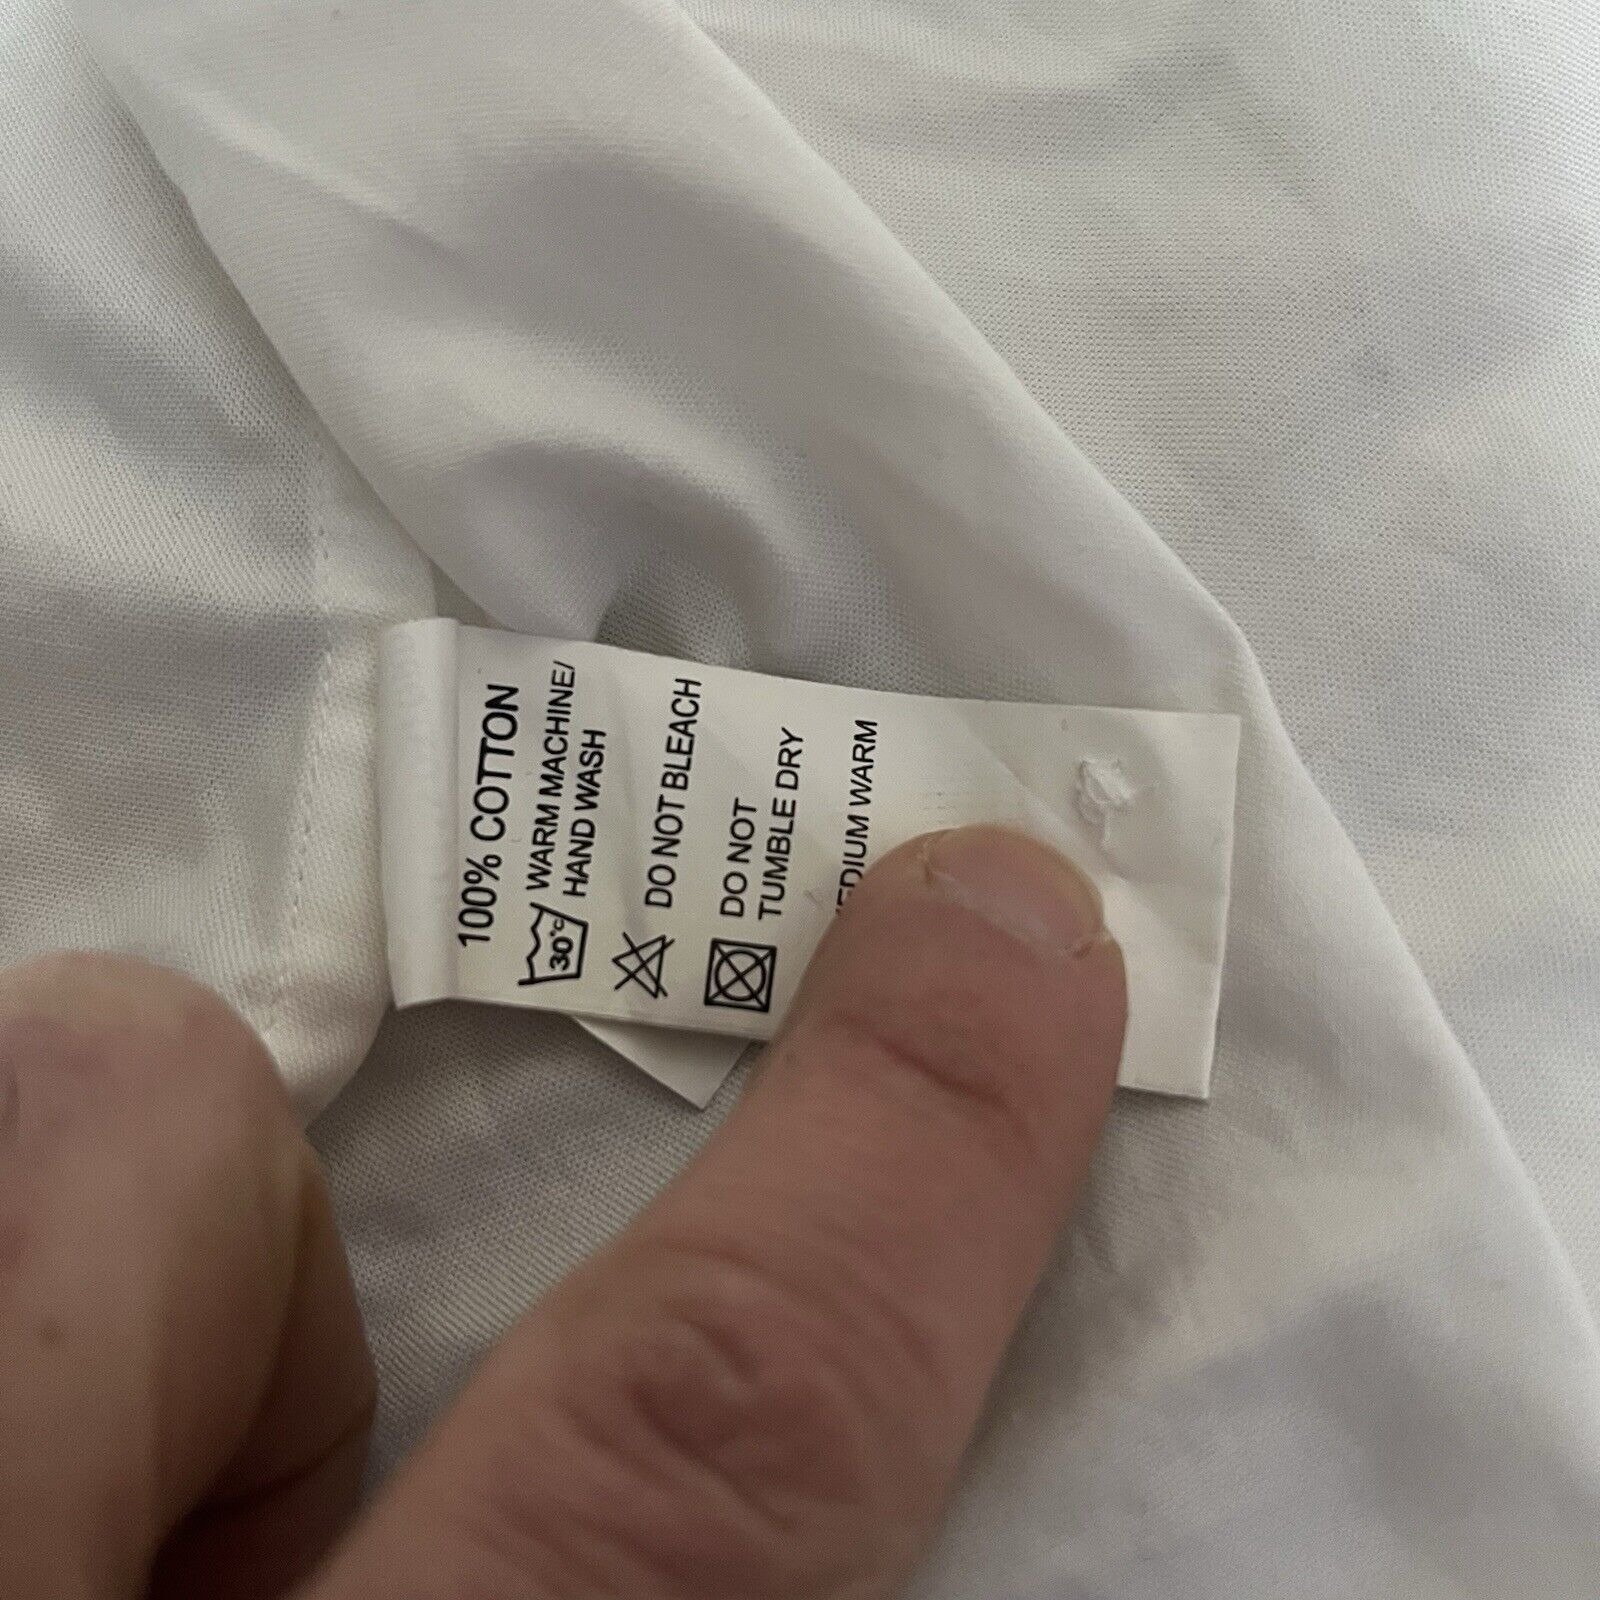 100% COTTON
30°C
WARM MACHINE/
HAND WASH
DO NOT BLEACH
DO NOT
TUMBLE DRY
EDIUM WARM